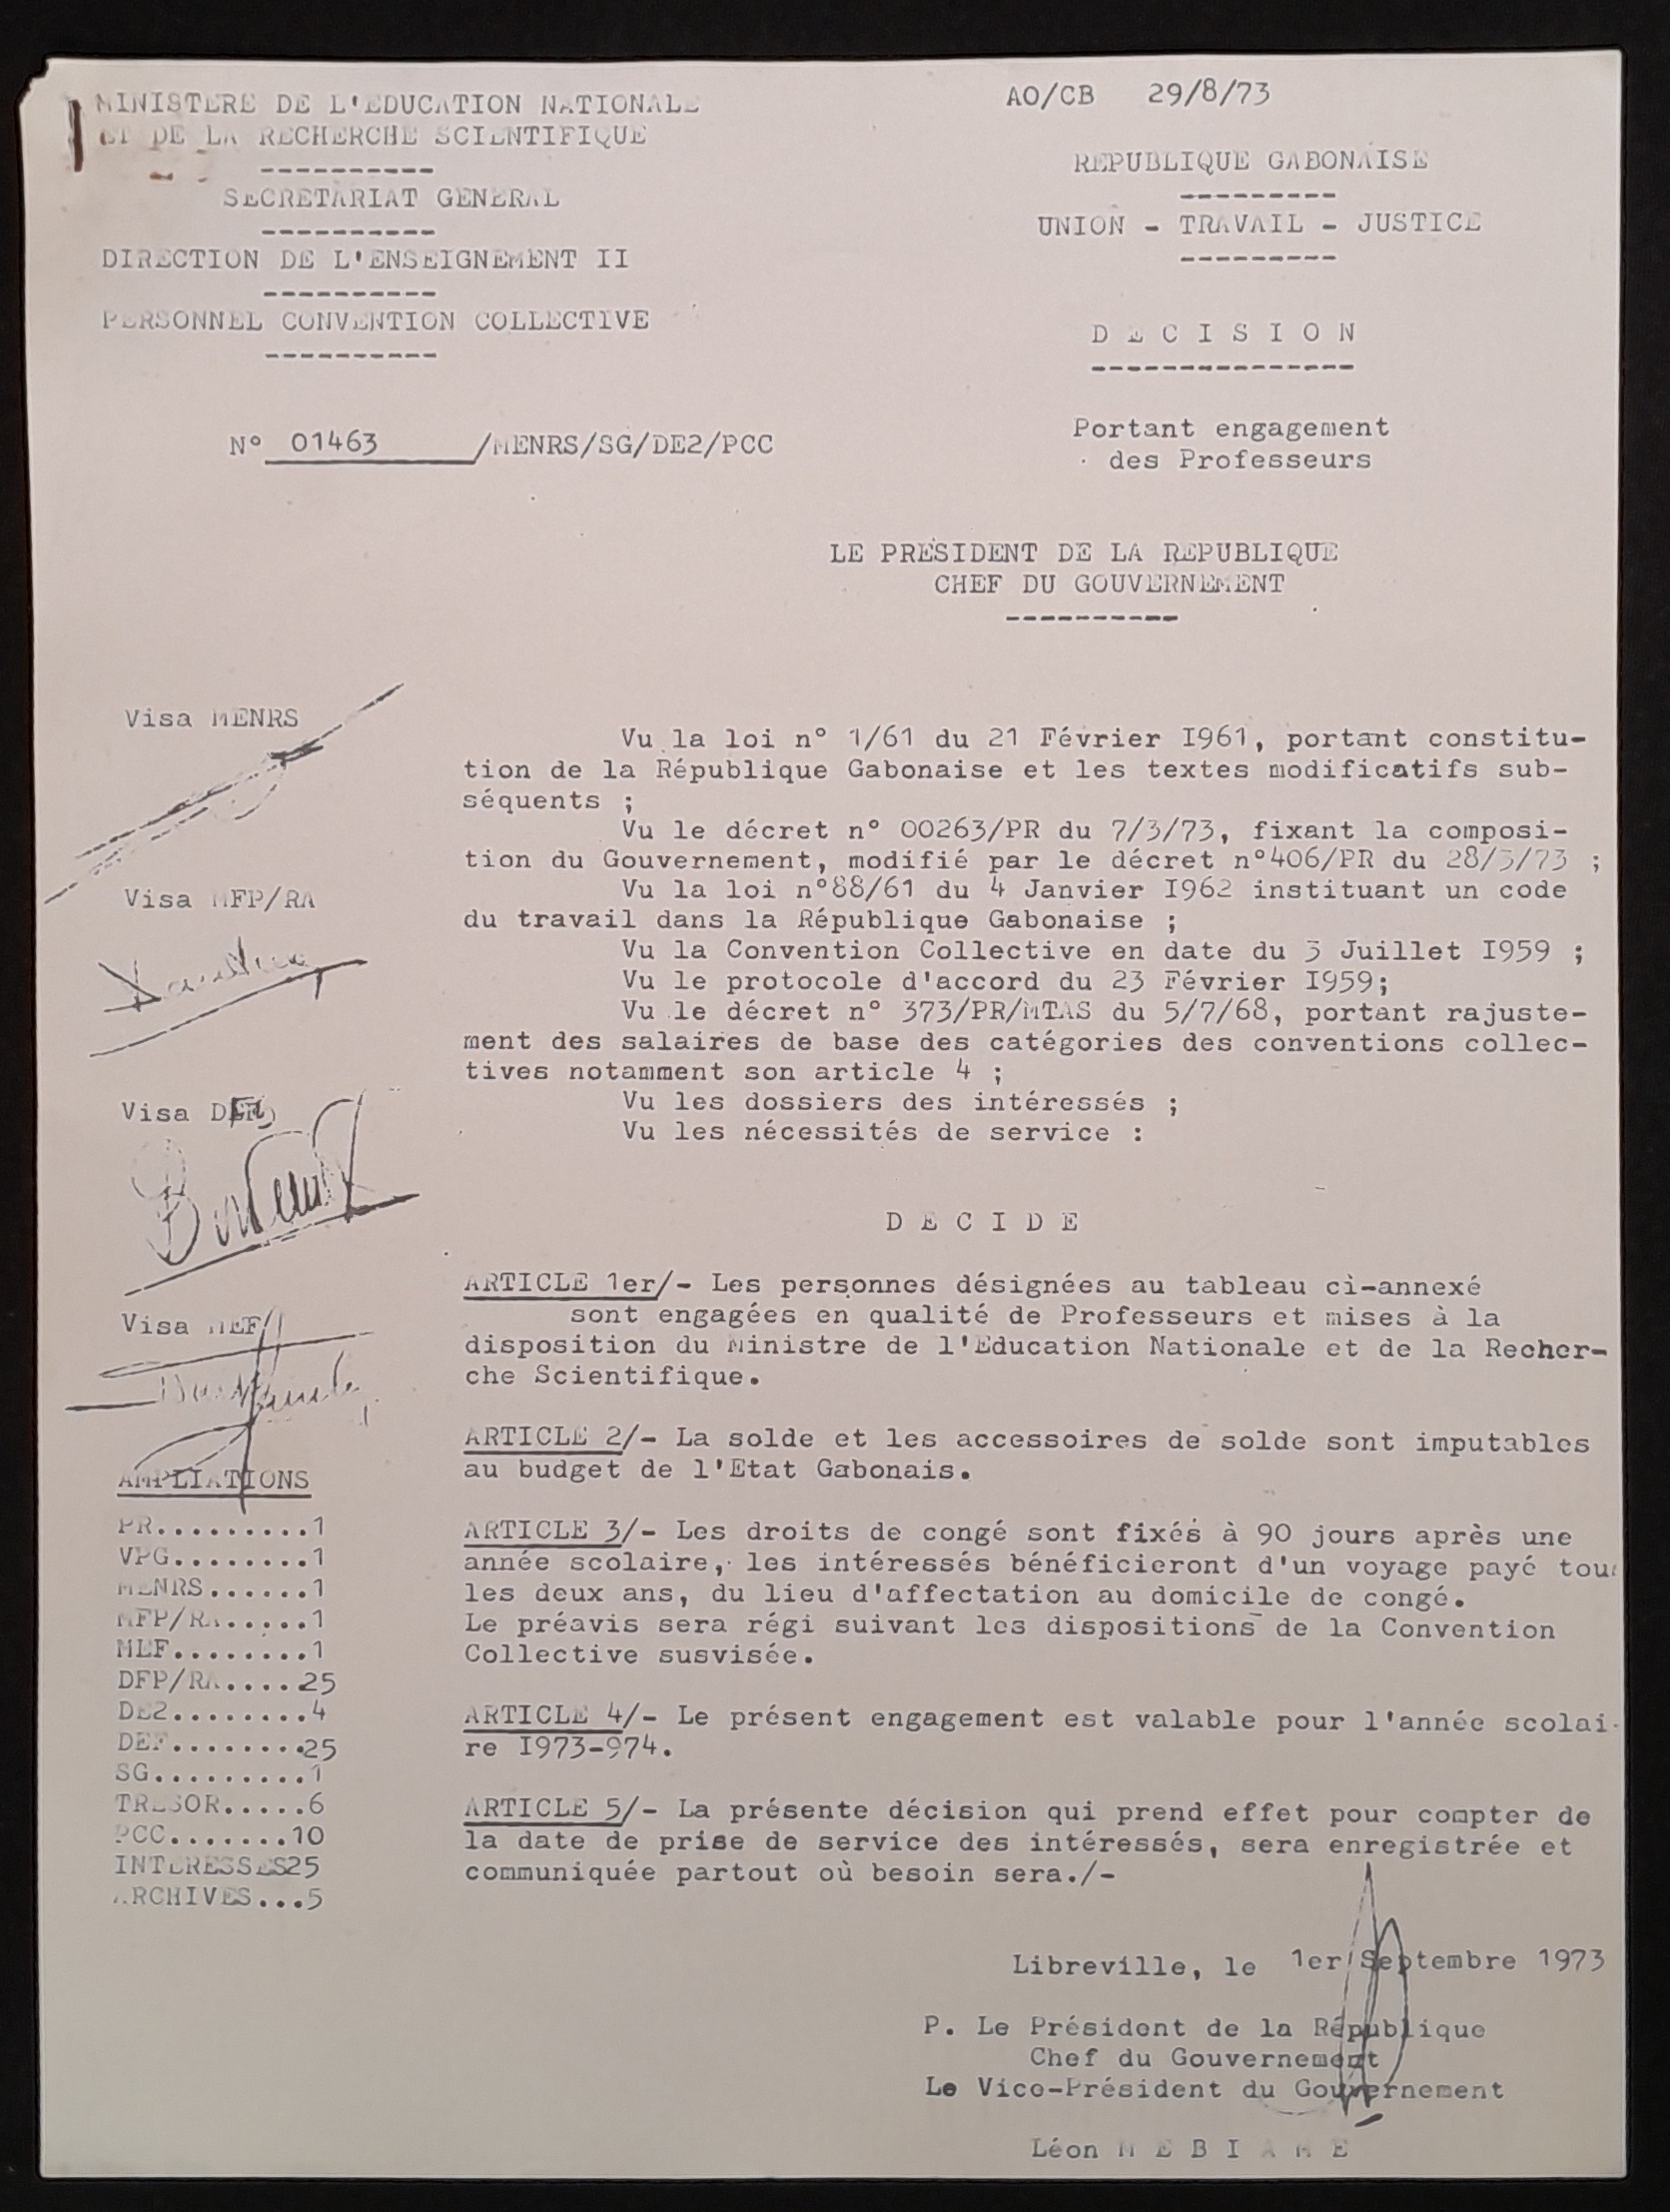 MINISTERE DE L'EDUCATION NATIONALE
ET DE LA RECHERCHE SCIENTIFIQUE
----------
SECRETARIAT GENERAL
----------
DIRECTION DE L'ENSEIGNEMENT II
----------
PERSONNEL CONVENTION COLLECTIVE
----------
N° 01463 /MENRS/SG/DE2/PCC
AO/CB 29/8/73
REPUBLIQUE GABONAISE
---------
UNION - TRAVAIL - JUSTICE
---------
D E C I S I O N
---------------
Portant engagement
des Professeurs
LE PRESIDENT DE LA REPUBLIQUE
CHEF DU GOUVERNEMENT
----------
Visa MENRS
Visa MFP/RA
Visa
Visa MEF
AMPLIATIONS
PR.........1
VPG........1
MENRS......1
MFP/RA.....1
MEF........1
DFP/RA....25
DE2........4
DEF........25
SG.........1
TRESOR.....6
PCC.......10
INTERESSES25
ARCHIVES...5
Vu la loi n° 1/61 du 21 Février I961, portant constitu-
tion de la République Gabonaise et les textes modificatifs sub-
séquents ;
Vu le décret n° 00263/PR du 7/3/73, fixant la composi-
tion du Gouvernement, modifié par le décret n°406/PR du 28/3/73 ;
Vu la loi n°88/61 du 4 Janvier I962 instituant un code
du travail dans la République Gabonaise ;
Vu la Convention Collective en date du 3 Juillet I959 ;
Vu le protocole d'accord du 23 Février I959;
Vu le décret n° 373/PR/MTAS du 5/7/68, portant rajuste-
ment des salaires de base des catégories des conventions collec-
tives notamment son article 4 ;
Vu les dossiers des intéressés ;
Vu les nécessités de service :
D E C I D E
ARTICLE 1er/- Les personnes désignées au tableau ci-annexé
sont engagées en qualité de Professeurs et mises à la
disposition du Ministre de l'Education Nationale et de la Recher-
che Scientifique.
ARTICLE 2/- La solde et les accessoires de solde sont imputables
au budget de l'Etat Gabonais.
ARTICLE 3/- Les droits de congé sont fixés à 90 jours après une
année scolaire, les intéressés bénéficieront d'un voyage payé tous
les deux ans, du lieu d'affectation au domicile de congé.
Le préavis sera régi suivant les dispositions de la Convention
Collective susvisée.
ARTICLE 4/- Le présent engagement est valable pour l'année scolai-
re I973-974.
ARTICLE 5/- La présente décision qui prend effet pour compter de
la date de prise de service des intéressés, sera enregistrée et
communiquée partout où besoin sera./-
Libreville, le 1er Septembre 1973
P. Le Président de la République
Chef du Gouvernement
Le Vice-Président du Gouvernement
Léon M E B I A M E